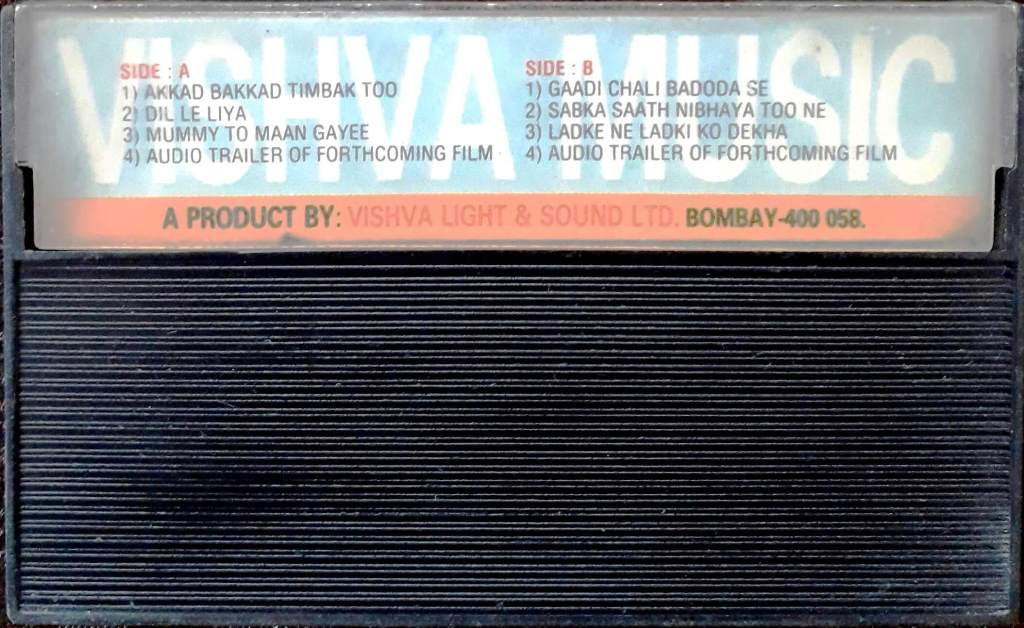 VISHVA MUSIC
SIDE : A
1) AKKAD BAKKAD TIMBAK TOO
2) DIL LE LIYA
3) MUMMY TO MAAN GAYEE
4) AUDIO TRAILER OF FORTHCOMING FILM
SIDE : B
1) GAADI CHALI BADODA SE
2) SABKA SAATH NIBHAYA TOO NE
3) LADKE NE LADKI KO DEKHA
4) AUDIO TRAILER OF FORTHCOMING FILM
A PRODUCT BY: VISHVA LIGHT & SOUND LTD. BOMBAY-400 058.